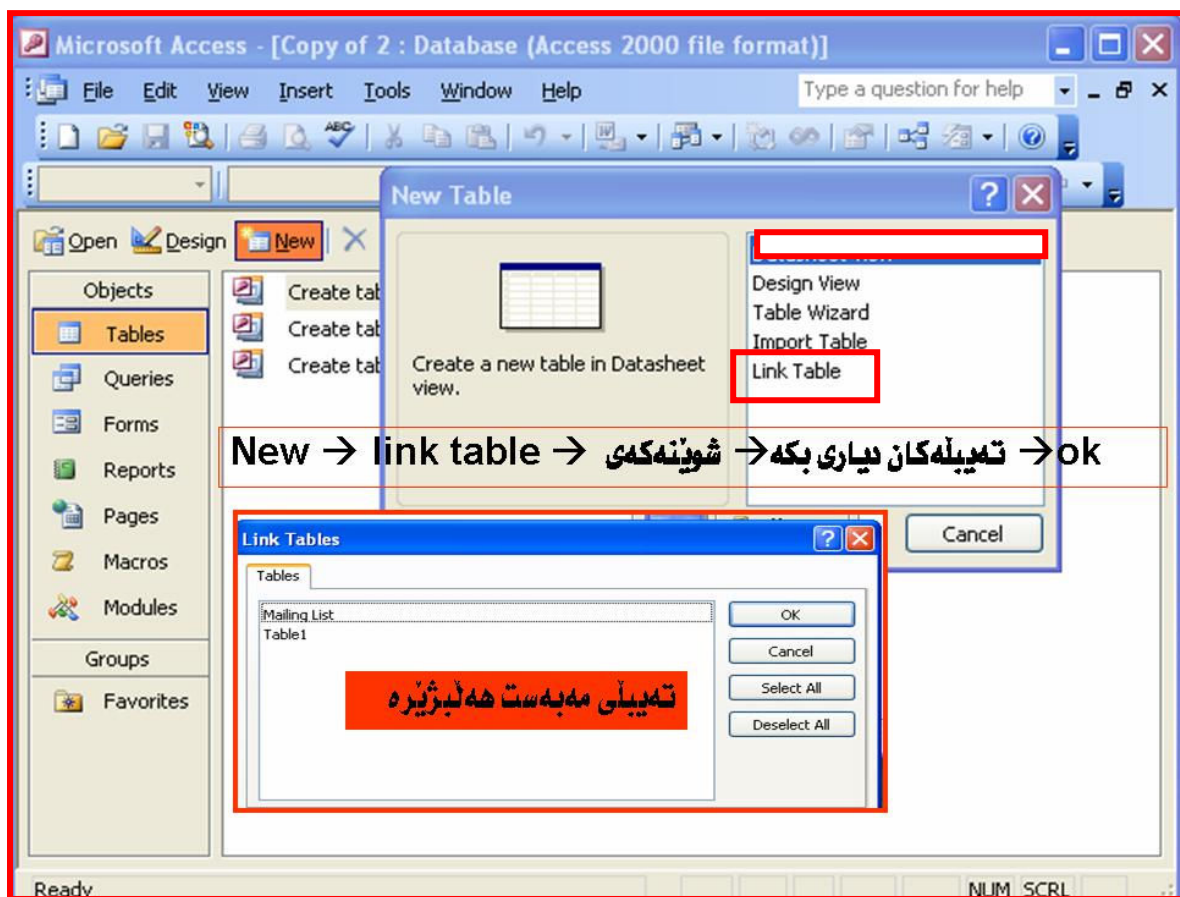 Microsoft Access - [Copy of 2 : Database (Access 2000 file format)]
File Edit View Insert Tools Window Help Type a question for help
New Table
Open Design New
Objects
Tables
Queries
Forms
Reports
Pages
Macros
Modules
Groups
Favorites
Create
Create
Create
Create a new table in Datasheet
view.
Design View
Table Wizard
Import Table
Link Table
New → link table → شوێنەکەی → تەیبڵەکان دیاری بکە → ok
Cancel
Link Tables
Tables
Mailing List
Table1
OK
Cancel
Select All
Deselect All
تەیبڵی مەبەست هەڵبژێرە
Ready NUM SCRL